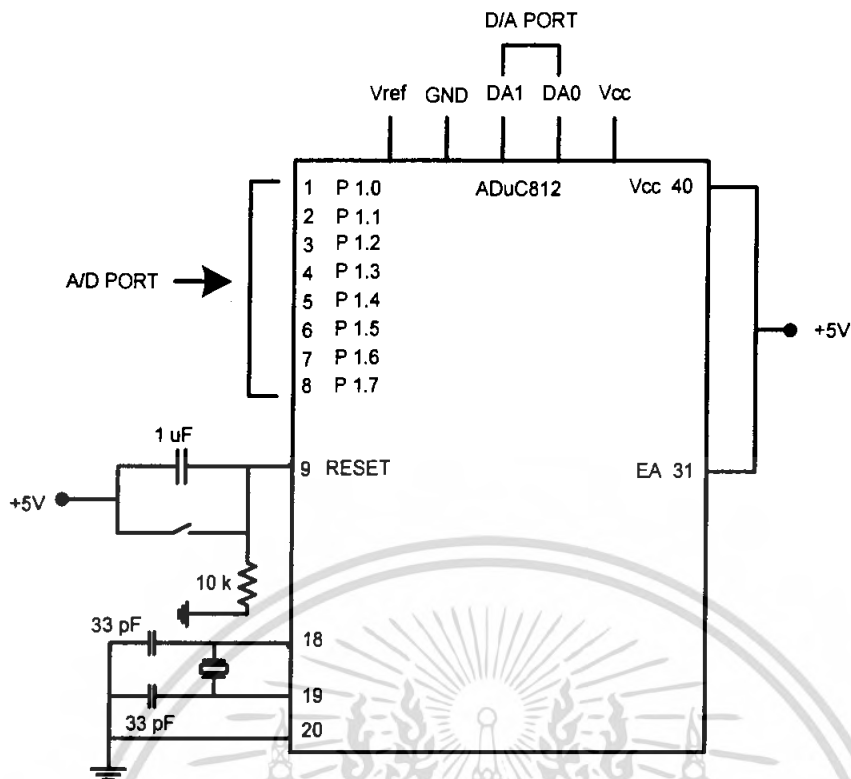 D/A PORT
Vref GND DA1 DA0 Vcc
1 P 1.0 ADuC812 Vcc 40
2 P 1.1
3 P 1.2
A/D PORT 4 P 1.3
5 P 1.4
6 P 1.5
+5V
7 P 1.6
8 P 1.7
1 uF
9 RESET EA 31
+5V
10 k
33 pF 18
19
33 pF 20